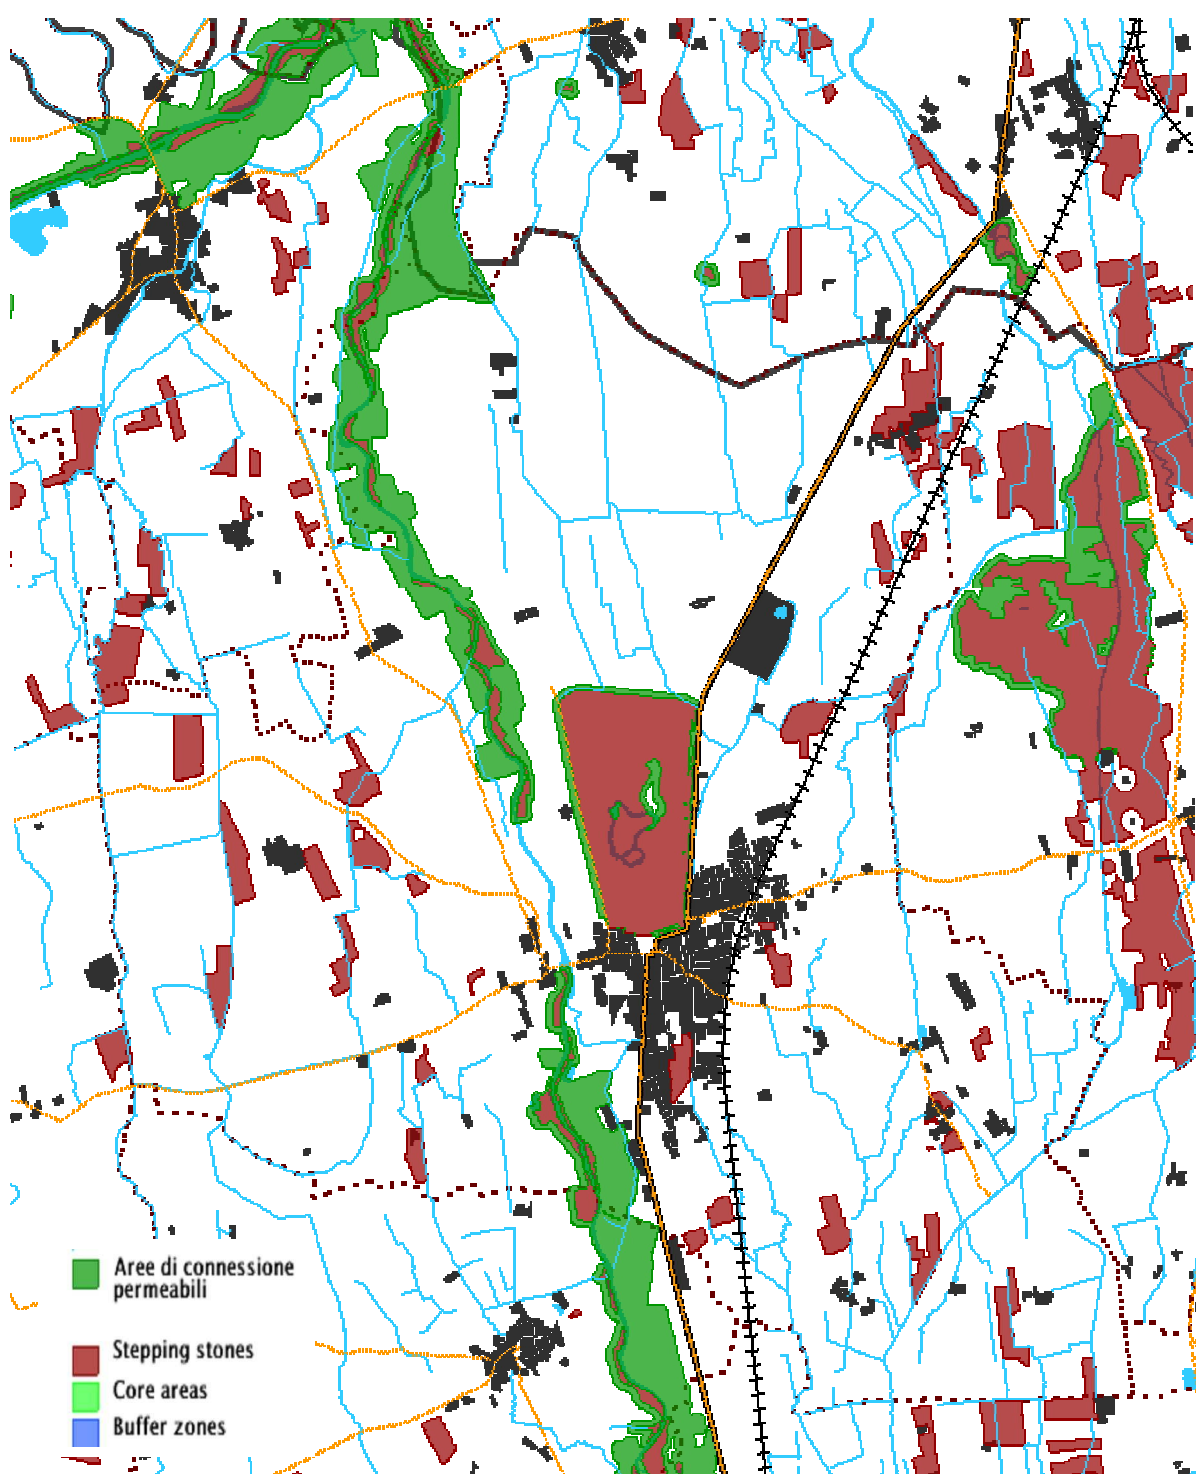 Aree di connessione
permeabili
Stepping stones
Core areas
Buffer zones